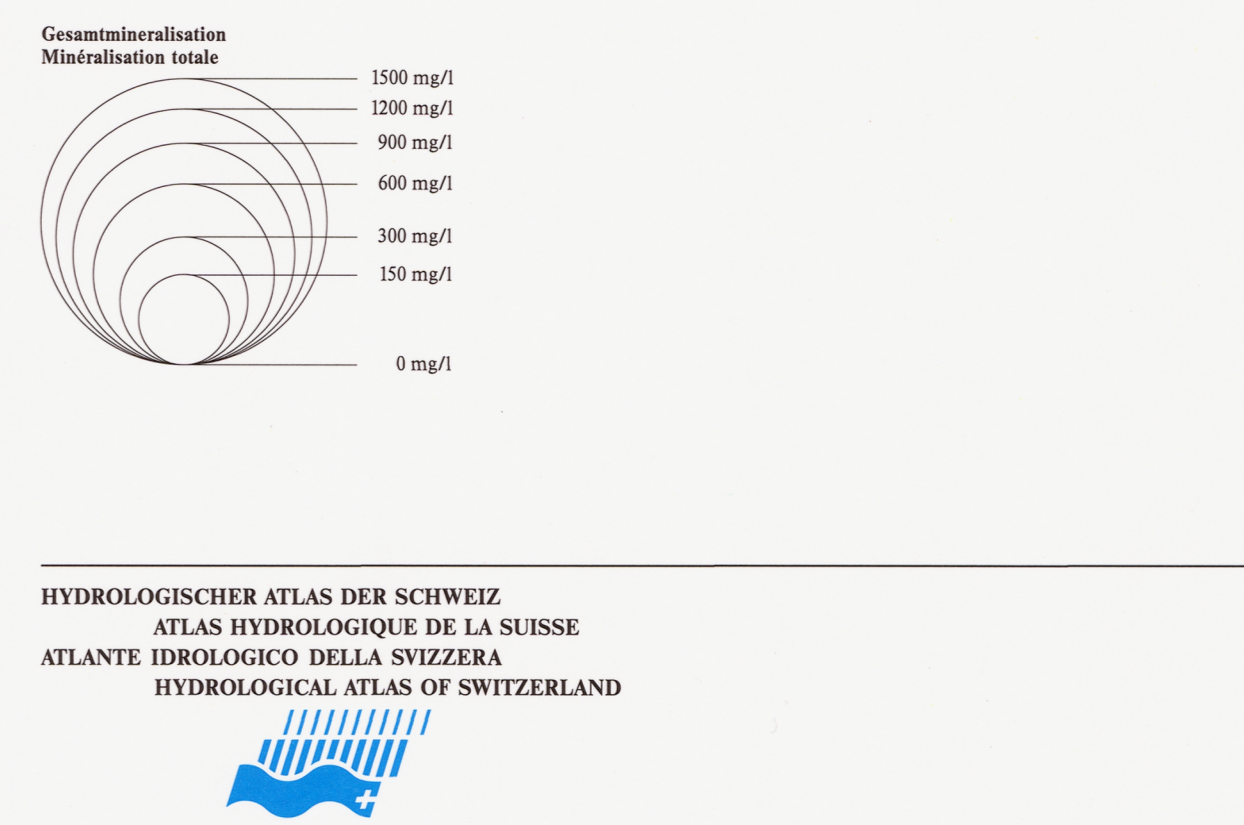 Gesamtmineralisation
Minéralisation totale
1500 mg/l
1200 mg/l
900 mg/l
600 mg/l
300 mg/l
150 mg/l
0 mg/l
HYDROLOGISCHER ATLAS DER SCHWEIZ
ATLAS HYDROLOGIQUE DE LA SUISSE
ATLANTE IDROLOGICO DELLA SVIZZERA
HYDROLOGICAL ATLAS OF SWITZERLAND